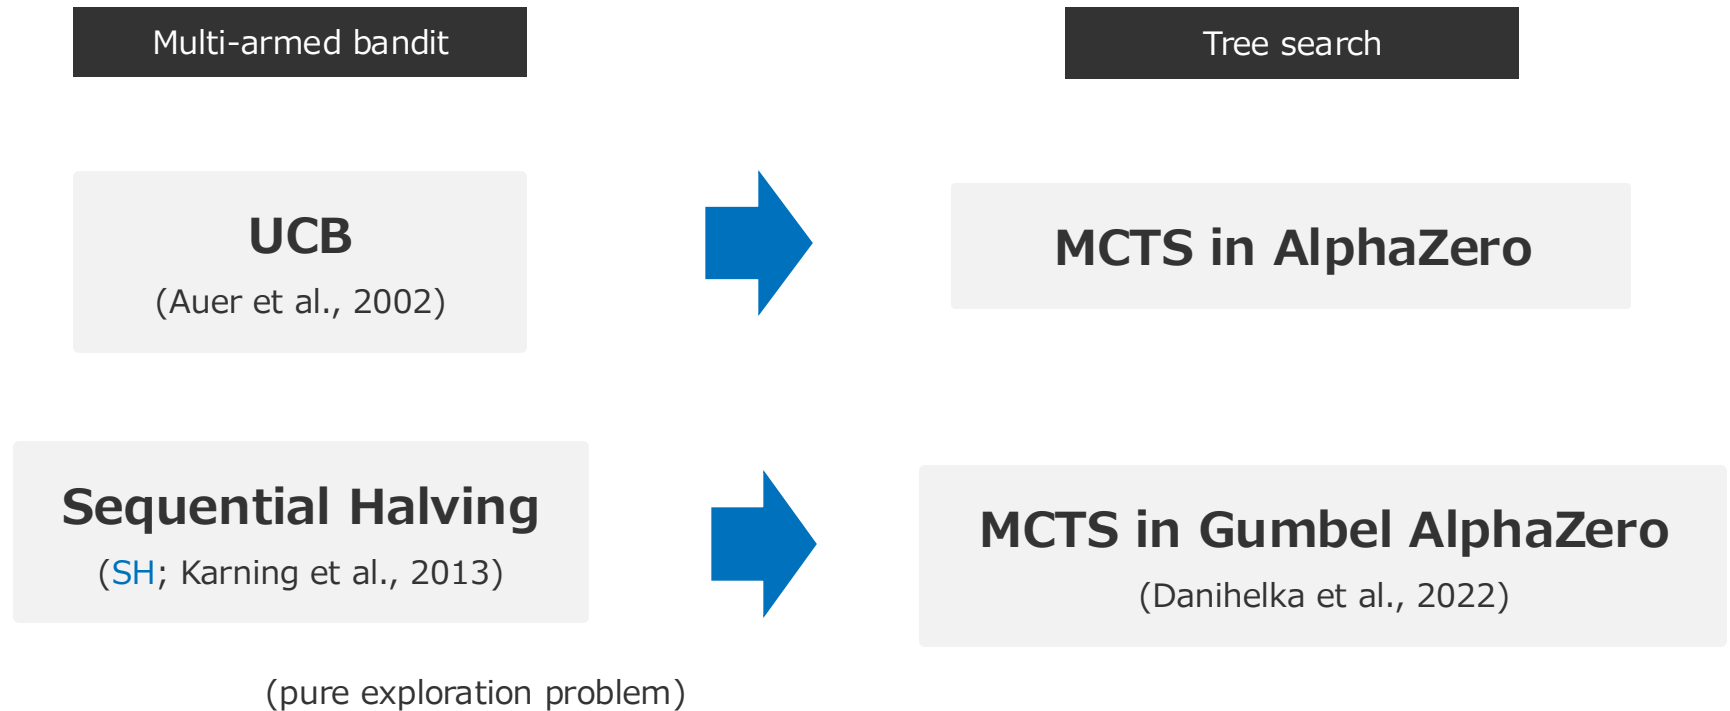 Multi-armed bandit
Tree search
UCB
(Auer et al., 2002)
MCTS in AlphaZero
Sequential Halving
(SH; Karning et al., 2013)
MCTS in Gumbel AlphaZero
(Danihelka et al., 2022)
(pure exploration problem)